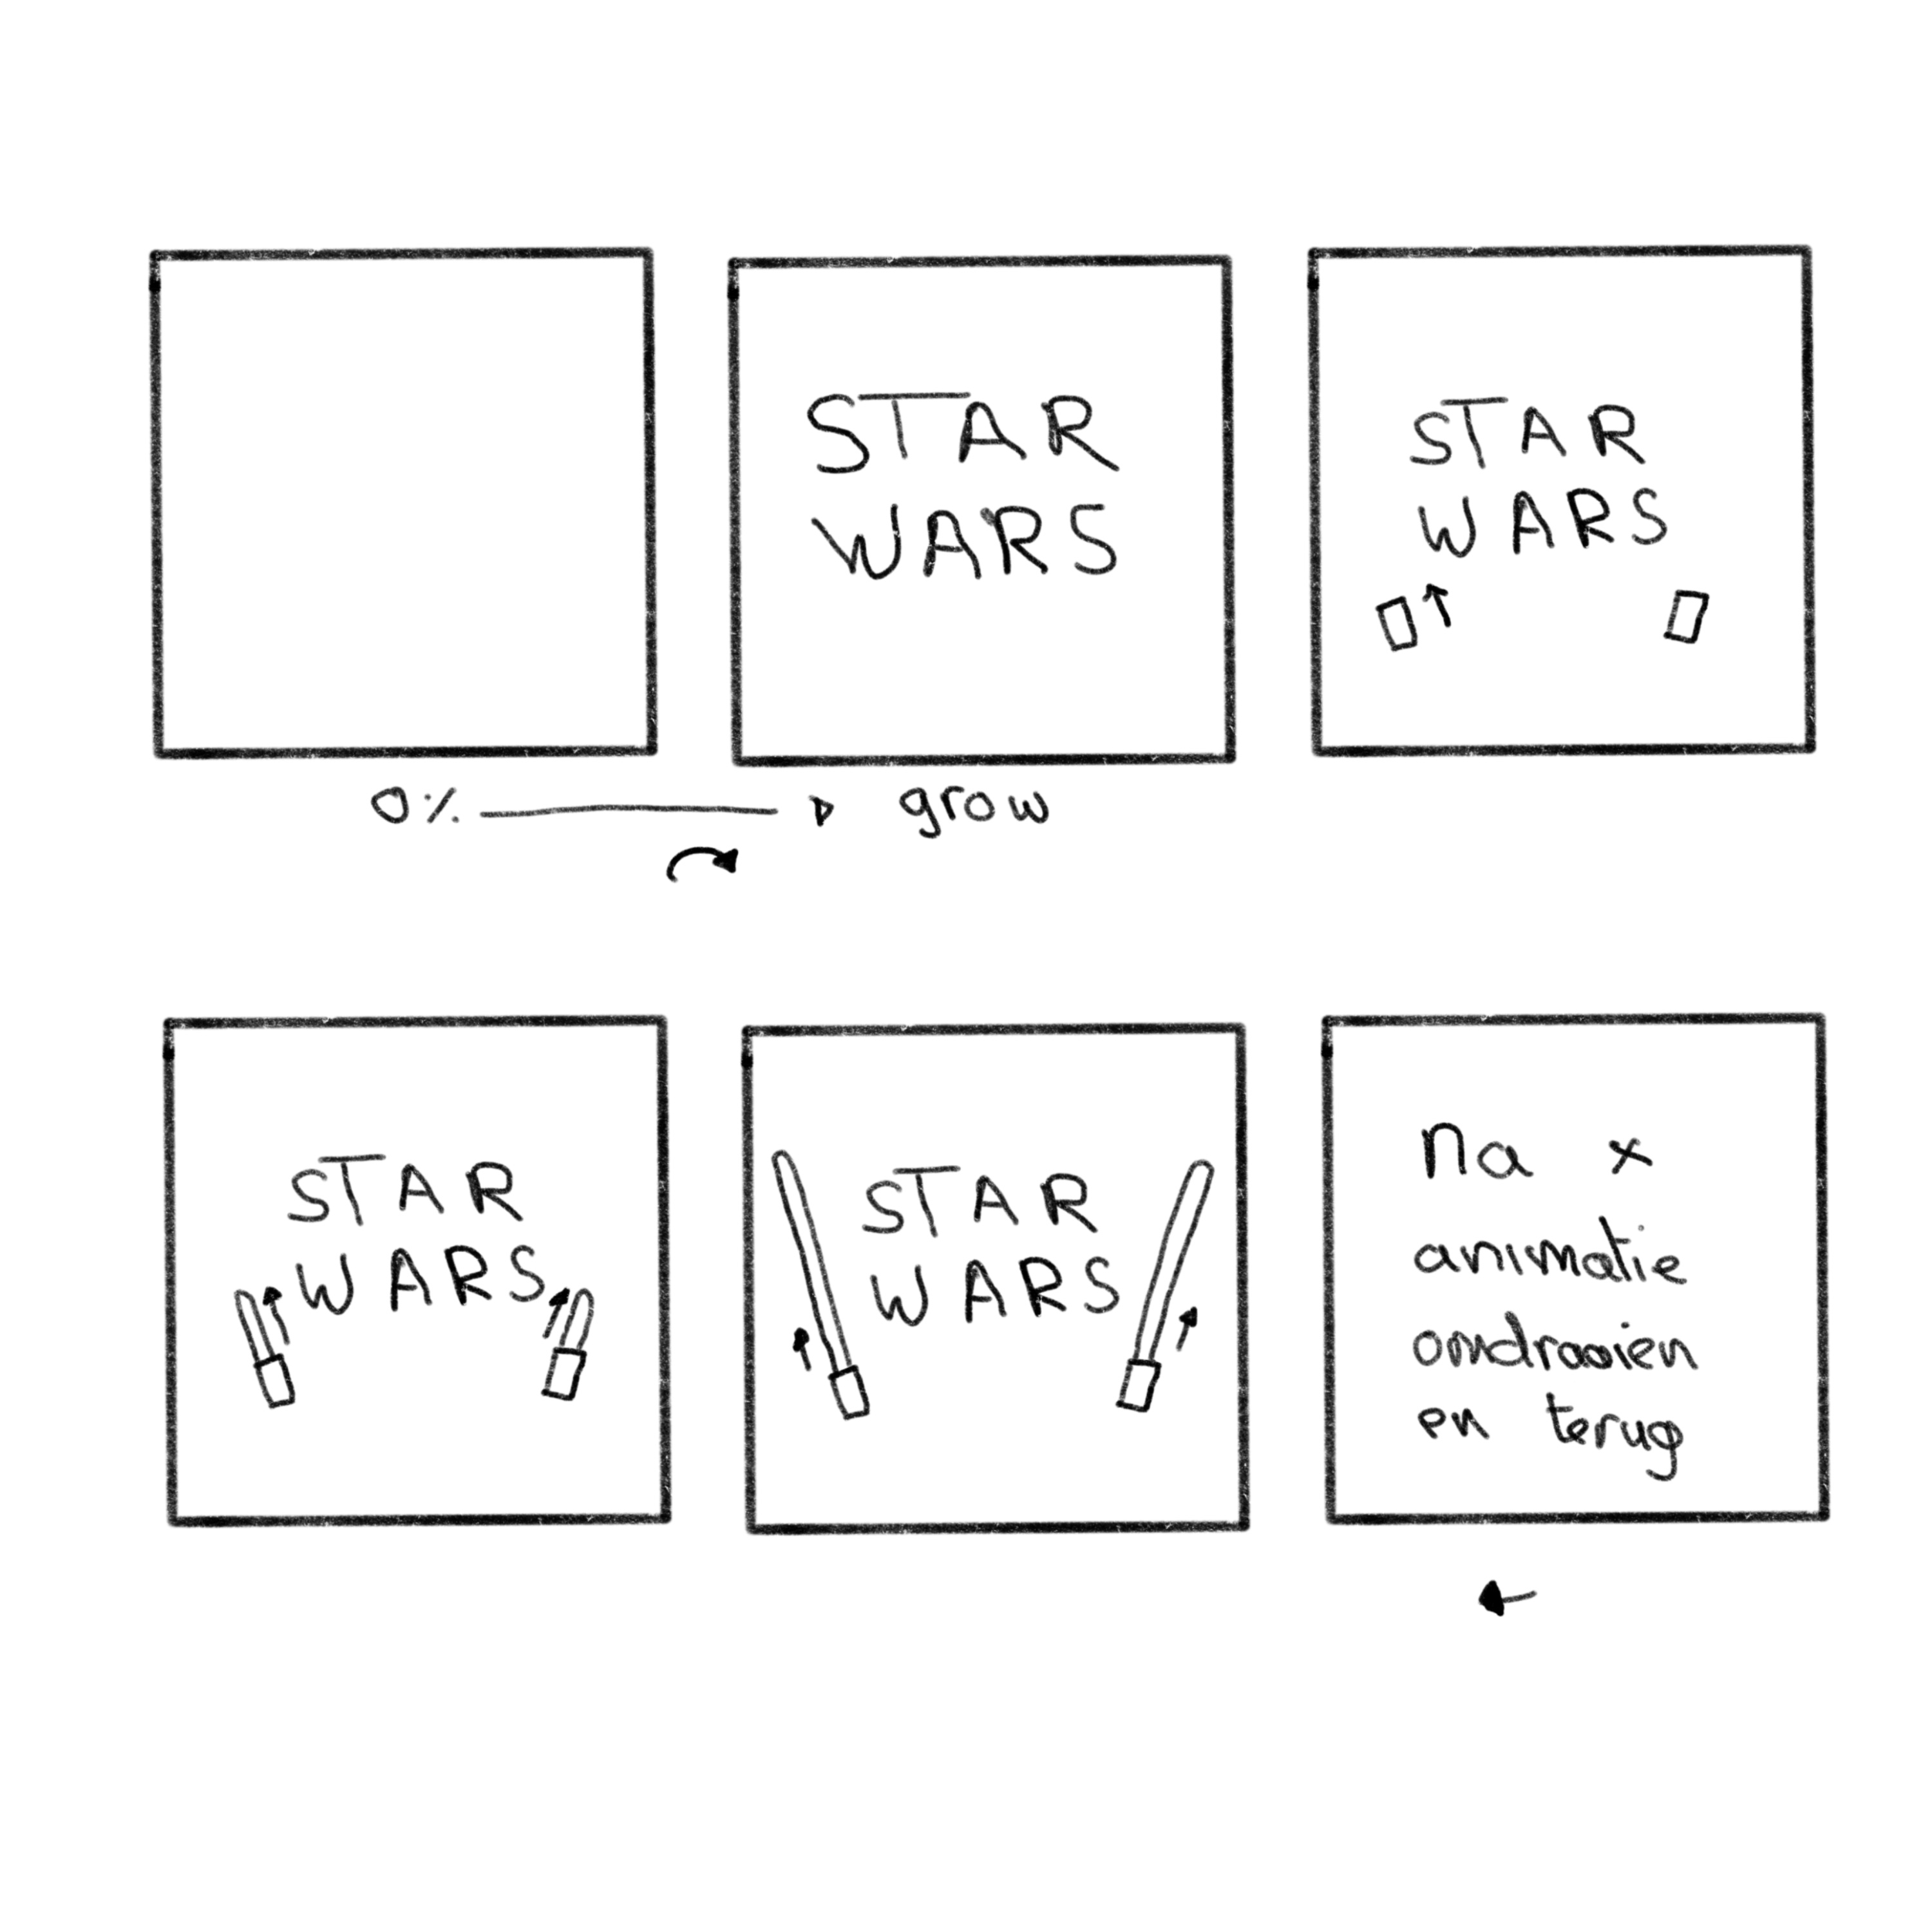 STAR
WARS
STAR
WARS
0% grow
STAR
WARS
STAR
WARS
na x
animatie
omdraaien
en terug